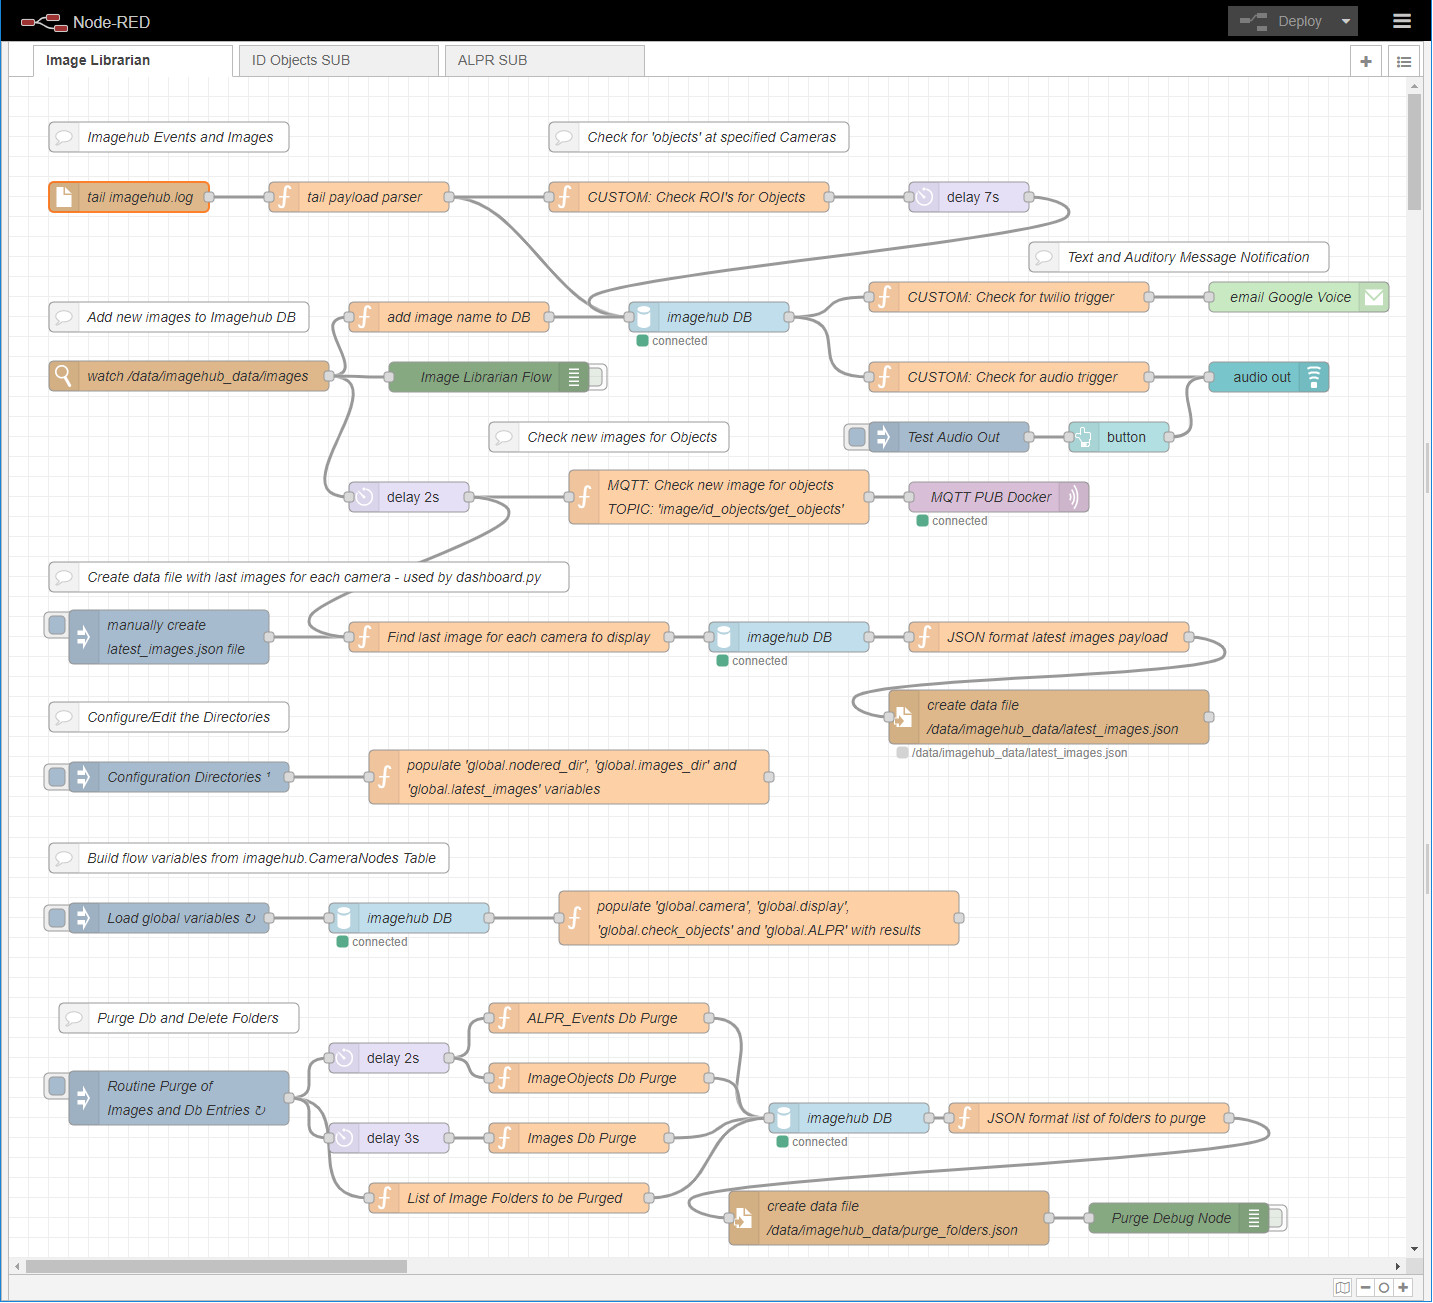 Node-RED
Deploy
Image Librarian
ID Objects SUB
ALPR SUB
Imagehub Events and Images
Check for 'objects' at specified Cameras
tail imagehub.log
tail payload parser
CUSTOM: Check ROI's for Objects
delay 7s
Text and Auditory Message Notification
Add new images to Imagehub DB
add image name to DB
imagehub DB
connected
CUSTOM: Check for twilio trigger
email Google Voice
watch /data/imagehub_data/images
Image Librarian Flow
CUSTOM: Check for audio trigger
audio out
Check new images for Objects
Test Audio Out
button
delay 2s
MQTT: Check new image for objects
TOPIC: 'image/id_objects/get_objects'
MQTT PUB Docker
connected
Create data file with last images for each camera - used by dashboard.py
manually create
latest_images.json file
Find last image for each camera to display
imagehub DB
connected
JSON format latest images payload
create data file
/data/imagehub_data/latest_images.json
/data/imagehub_data/latest_images.json
Configure/Edit the Directories
Configuration Directories ¹
populate 'global.nodered_dir', 'global.images_dir' and
'global.latest_images' variables
Build flow variables from imagehub.CameraNodes Table
Load global variables ↻
imagehub DB
connected
populate 'global.camera', 'global.display',
'global.check_objects' and 'global.ALPR' with results
Purge Db and Delete Folders
ALPR_Events Db Purge
delay 2s
ImageObjects Db Purge
Routine Purge of
Images and Db Entries ↻
delay 3s
Images Db Purge
imagehub DB
connected
JSON format list of folders to purge
List of Image Folders to be Purged
create data file
/data/imagehub_data/purge_folders.json
Purge Debug Node